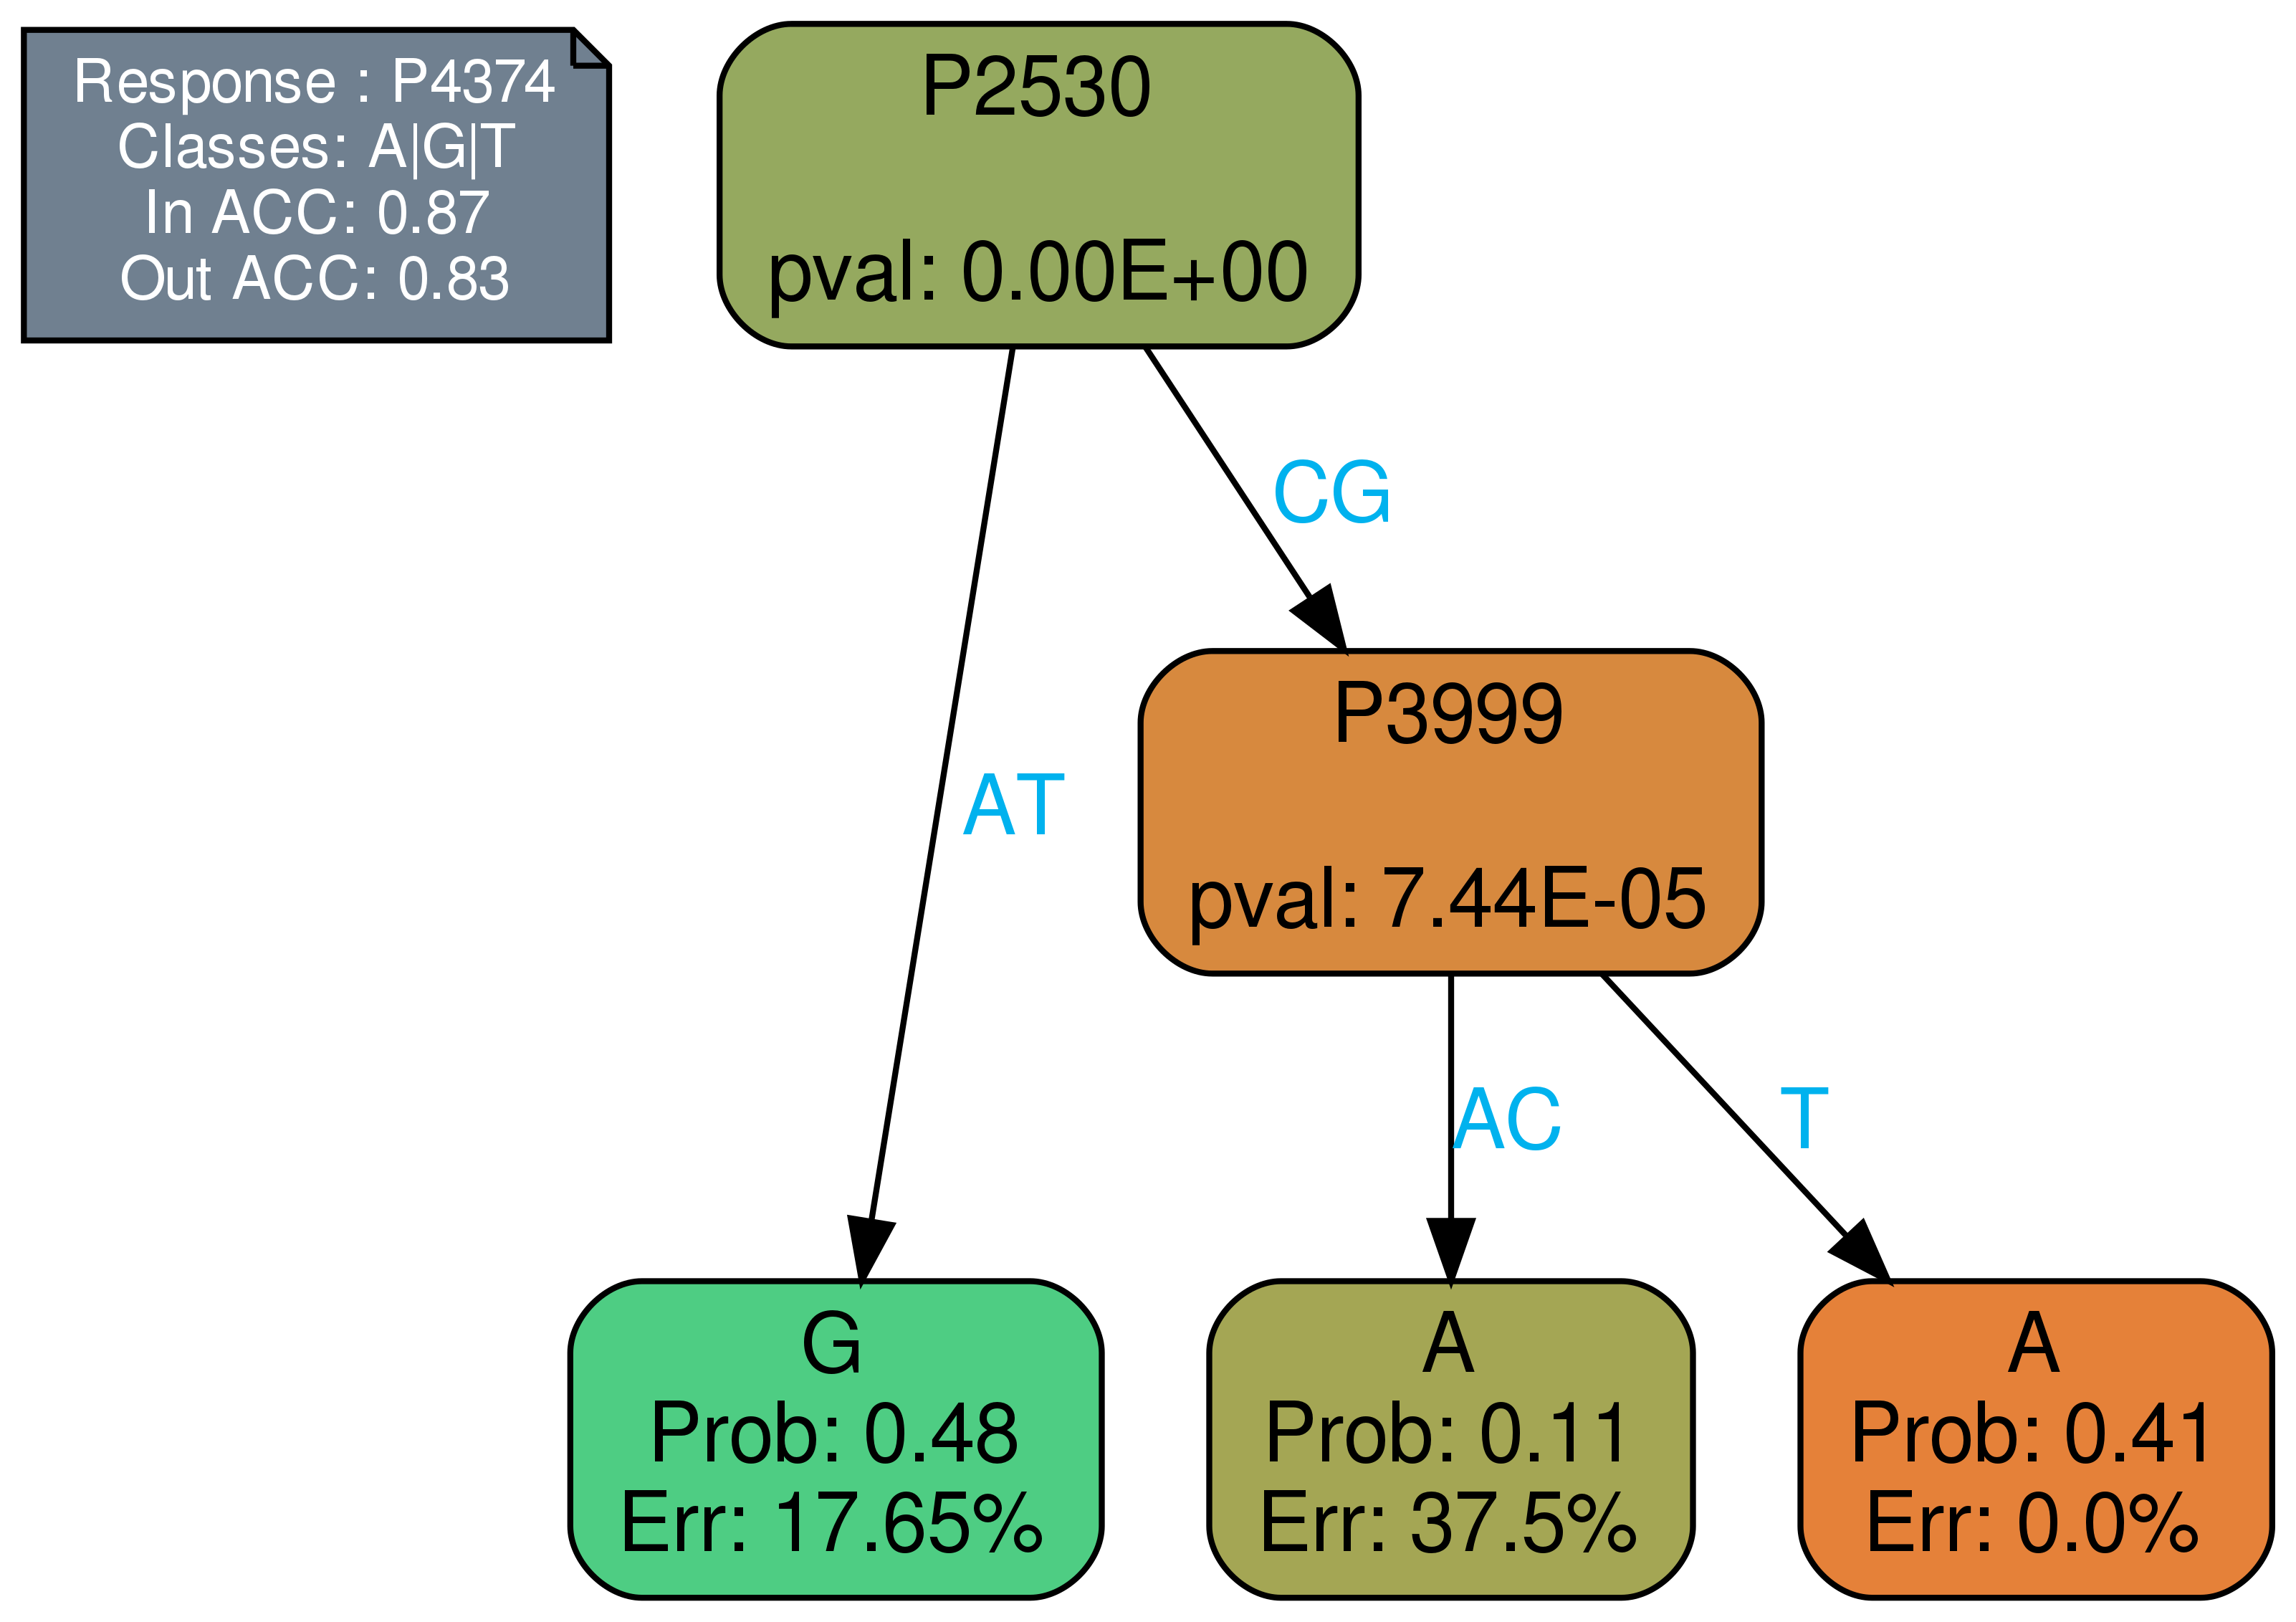 Response : P4374
Classes: A|G|T
In ACC: 0.87
Out ACC: 0.83
P2530
pval: 0.00E+00
CG
P3999
pval: 7.44E-05
AT
AC
T
G
Prob: 0.48
Err: 17.65%
A
Prob: 0.11
Err: 37.5%
A
Prob: 0.41
Err: 0.0%